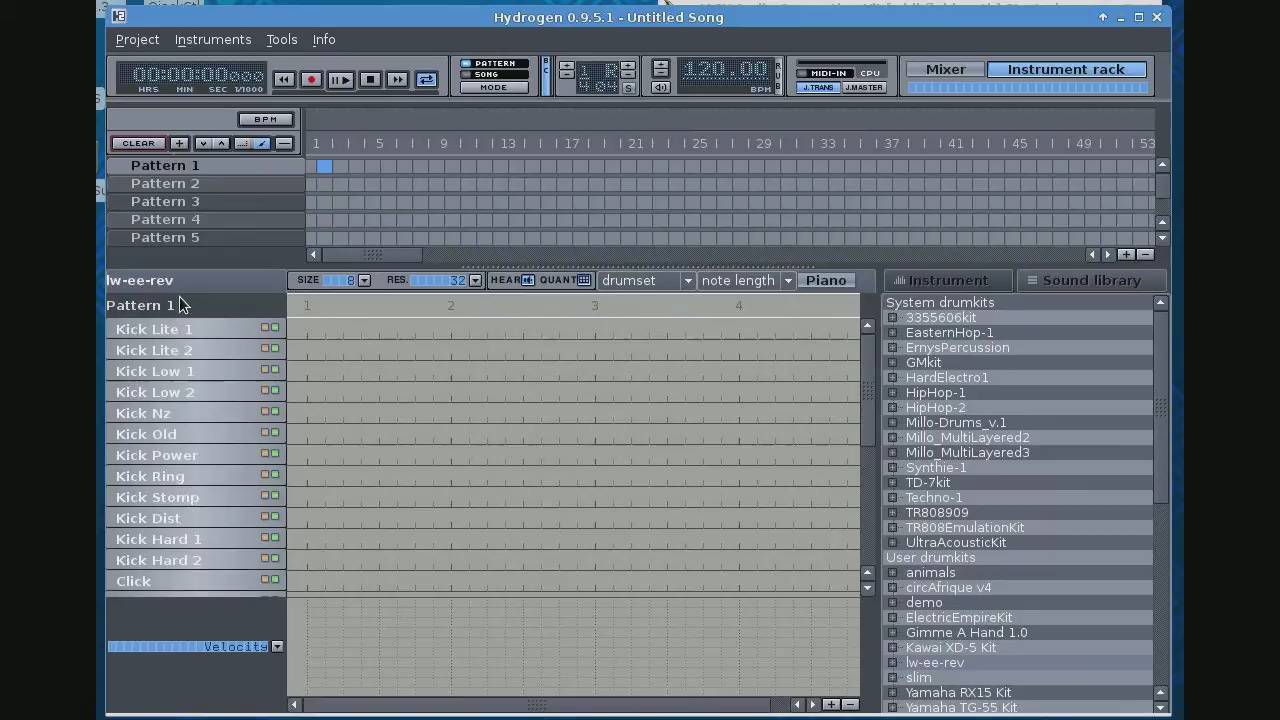 Hydrogen 0.9.5.1 - Untitled Song
Project Instruments Tools Info
HRS MIN SEC 1/1000
PATTERN
SONG
MODE
120.00
BPM
MIDI-IN CPU
J.TRANS J.MASTER
Mixer Instrument rack
BPM
CLEAR
1 5 9 13 17 21 25 29 33 37 41 45 49 53
Pattern 1
Pattern 2
Pattern 3
Pattern 4
Pattern 5
lw-ee-rev
SIZE 8 RES. 32 HEAR QUANT drumset note length Piano
Pattern 1
1 2 3 4
Kick Lite 1
Kick Lite 2
Kick Low 1
Kick Low 2
Kick Nz
Kick Old
Kick Power
Kick Ring
Kick Stomp
Kick Dist
Kick Hard 1
Kick Hard 2
Click
Velocity
Instrument Sound library
System drumkits
3355606kit
EasternHop-1
ErnysPercussion
GMkit
HardElectro1
HipHop-1
HipHop-2
Millo-Drums_v.1
Millo_MultiLayered2
Millo_MultiLayered3
Synthie-1
TD-7kit
Techno-1
TR808909
TR808EmulationKit
UltraAcousticKit
User drumkits
animals
circAfrique v4
demo
ElectricEmpireKit
Gimme A Hand 1.0
Kawai XD-5 Kit
lw-ee-rev
slim
Yamaha RX15 Kit
Yamaha TG-55 Kit